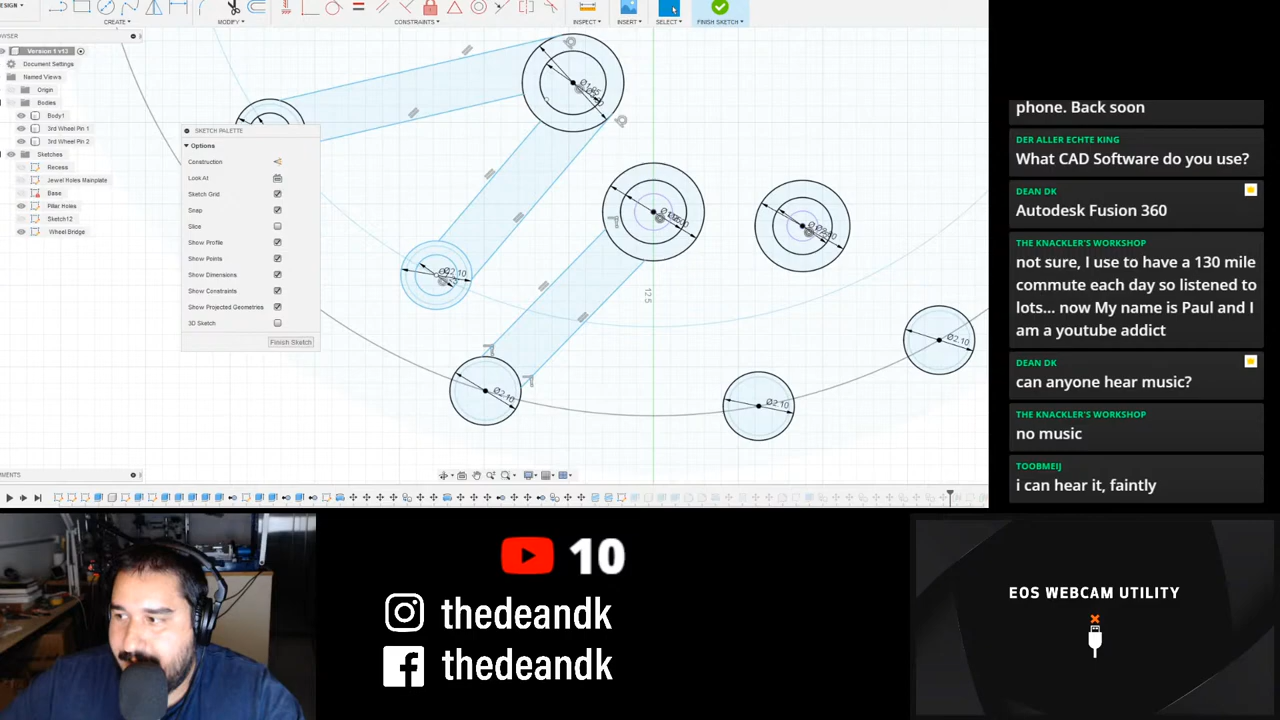 DESIGN
CREATE
MODIFY
CONSTRAINTS
INSPECT
INSERT
SELECT
FINISH SKETCH
Version 1 v13
Document Settings
Named Views
Origin
Bodies
Body1
3rd Wheel Pin 1
3rd Wheel Pin 2
Sketches
Recess
Jewel Holes Mainplate
Base
Pillar Holes
Sketch12
Wheel Bridge
SKETCH PALETTE
Options
Construction
Look At
Sketch Grid
Snap
Slice
Show Profile
Show Points
Show Dimensions
Show Constraints
Show Projected Geometries
3D Sketch
Finish Sketch
12.5
Ø2.10
Ø2.10
Ø2.10
phone. Back soon
DER ALLER ECHTE KING
What CAD Software do you use?
DEAN DK
Autodesk Fusion 360
THE KNACKLER'S WORKSHOP
not sure, I use to have a 130 mile
commute each day so listened to
lots... now My name is Paul and I
am a youtube addict
DEAN DK
can anyone hear music?
THE KNACKLER'S WORKSHOP
no music
TOOBMEIJ
i can hear it, faintly
10
thedeandk
thedeandk
EOS WEBCAM UTILITY